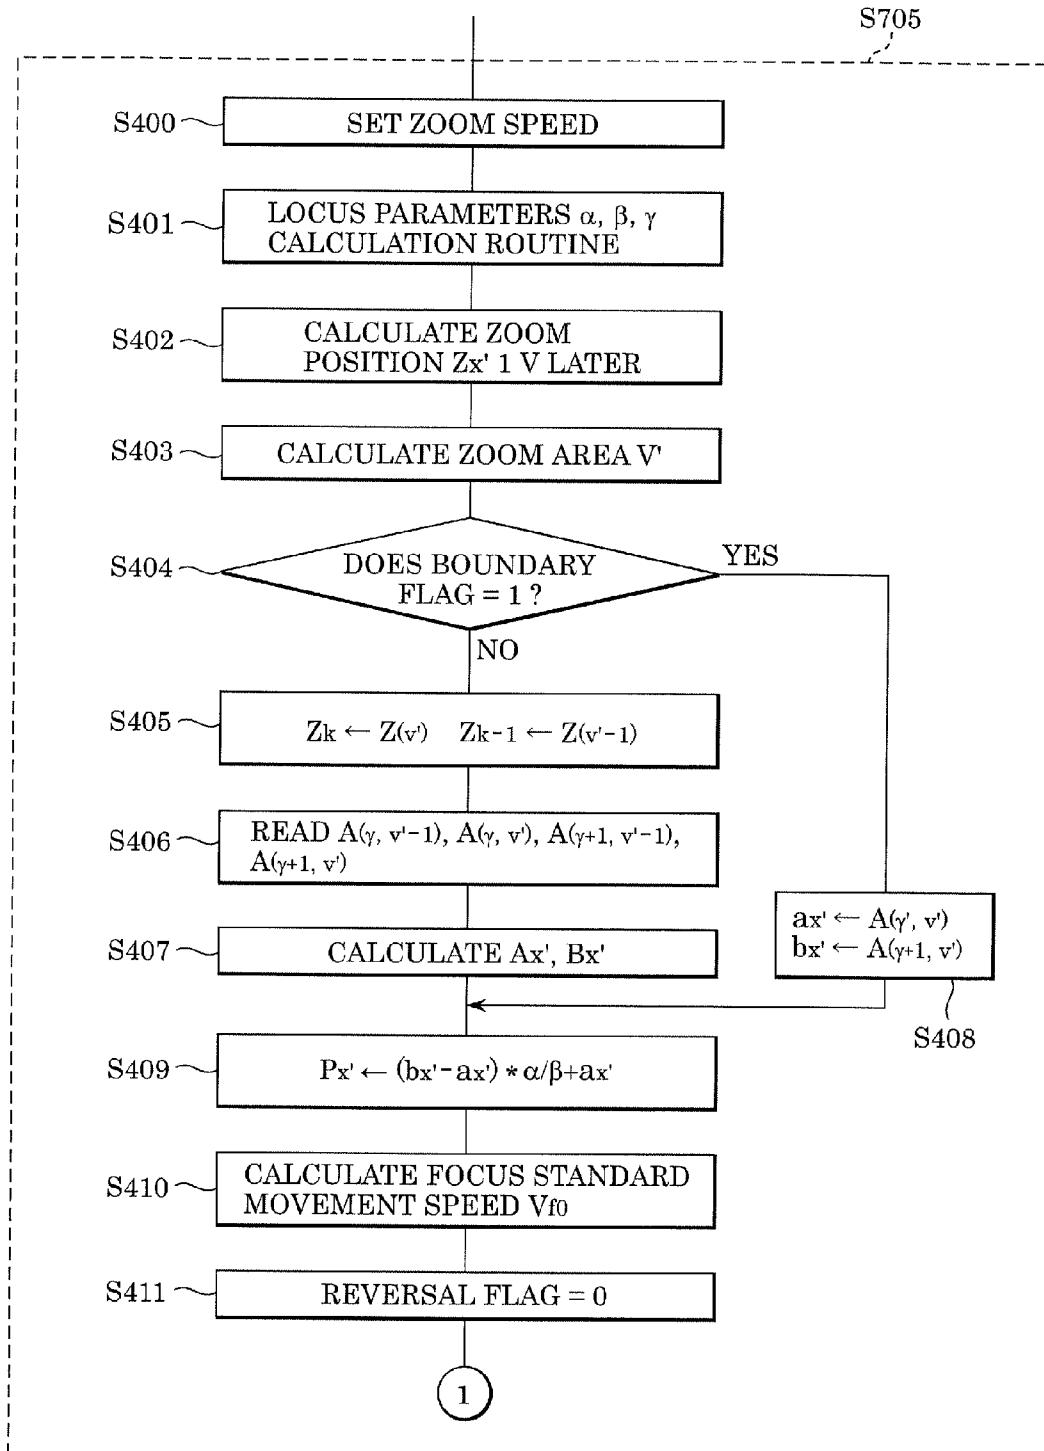 S705
S400
SET ZOOM SPEED
S401
LOCUS PARAMETERS α, β, γ
CALCULATION ROUTINE
S402
CALCULATE ZOOM
POSITION Zx' 1 V LATER
S403
CALCULATE ZOOM AREA V'
S404
DOES BOUNDARY
FLAG = 1 ?
YES
NO
S405
Zk ← Z(v') Zk-1 ← Z(v'-1)
S406
READ A(γ, v'-1), A(γ, v'), A(γ+1, v'-1),
A(γ+1, v')
S407
CALCULATE Ax', Bx'
ax' ← A(γ', v')
bx' ← A(γ+1, v')
S408
S409
Px' ← (bx'-ax') * α/β+ax'
S410
CALCULATE FOCUS STANDARD
MOVEMENT SPEED Vf0
S411
REVERSAL FLAG = 0
1